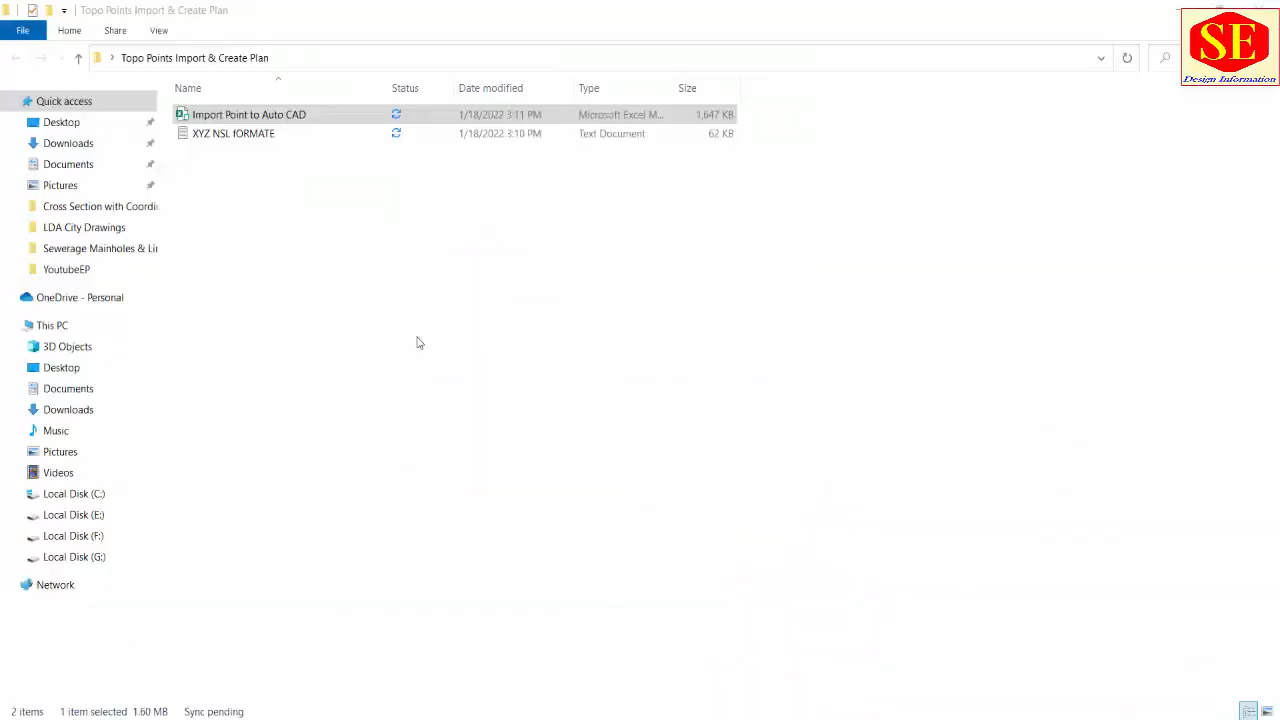 Topo Points Import & Create Plan
File Home Share View
Topo Points Import & Create Plan
SE
Design Information
Name Status Date modified Type Size
Quick access
Import Point to Auto CAD 1/18/2022 3:11 PM Microsoft Excel M... 1,647 KB
Desktop
XYZ NSL fORMATE 1/18/2022 3:10 PM Text Document 62 KB
Downloads
Documents
Pictures
Cross Section with Coordi
LDA City Drawings
Sewerage Mainholes & Lin
YoutubeEP
OneDrive - Personal
This PC
3D Objects
Desktop
Documents
Downloads
Music
Pictures
Videos
Local Disk (C:)
Local Disk (E:)
Local Disk (F:)
Local Disk (G:)
Network
2 items 1 item selected 1.60 MB Sync pending